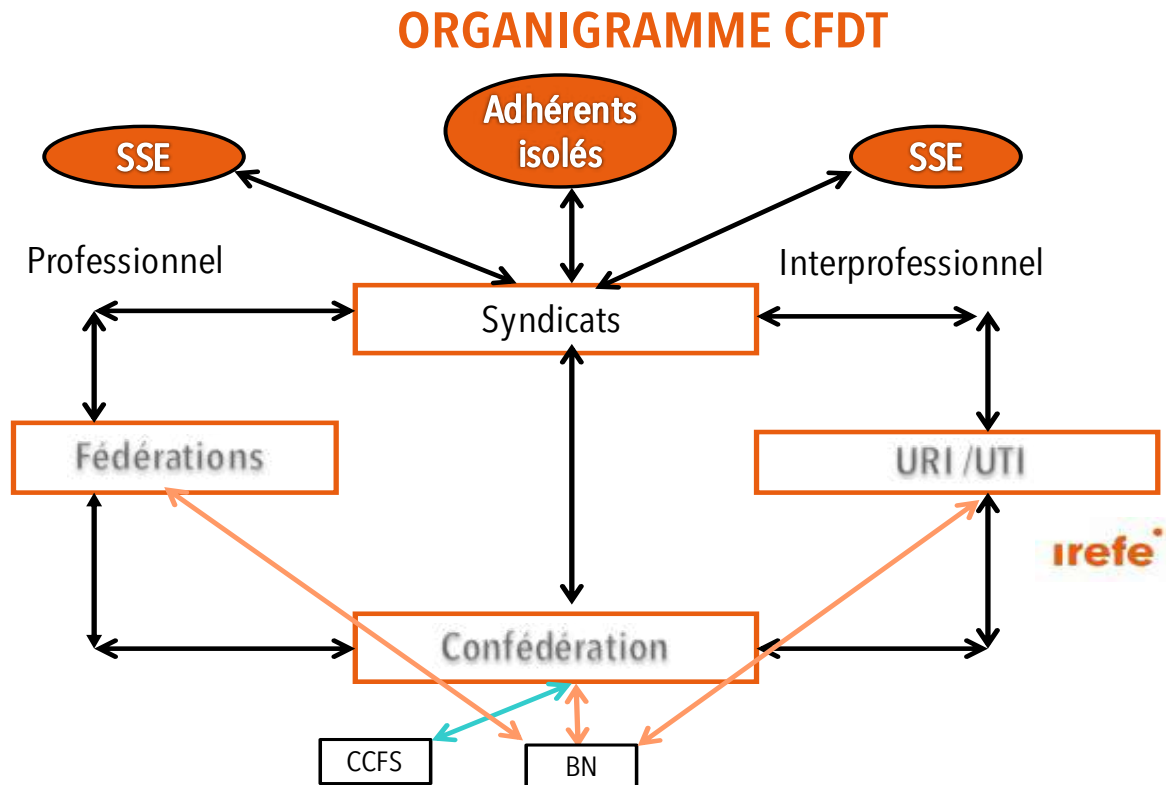 ORGANIGRAMME CFDT
Adhérents
isolés
SSE
SSE
Professionnel
Interprofessionnel
Syndicats
Fédérations
URI /UTI
irefe
Confédération
CCFS
BN